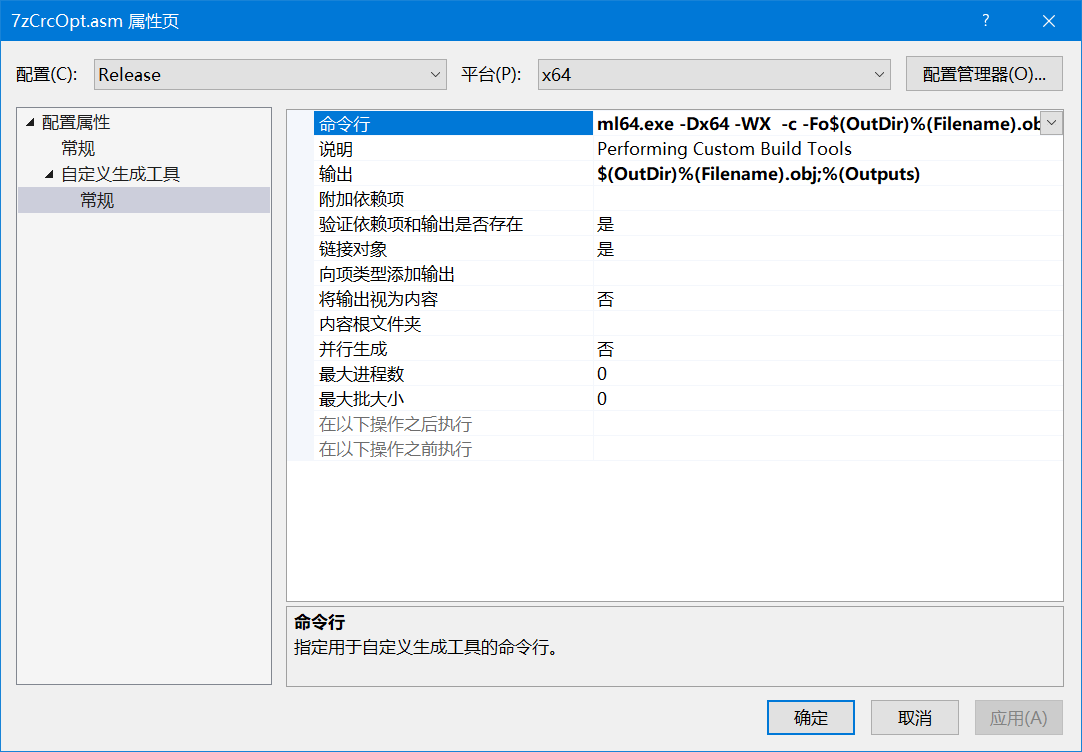 7zCrcOpt.asm 属性页
配置(C): Release 平台(P): x64 配置管理器(O)...
配置属性
常规
自定义生成工具
常规
命令行 ml64.exe -Dx64 -WX  -c -Fo$(OutDir)%(Filename).ob
说明 Performing Custom Build Tools
输出 $(OutDir)%(Filename).obj;%(Outputs)
附加依赖项
验证依赖项和输出是否存在 是
链接对象 是
向项类型添加输出
将输出视为内容 否
内容根文件夹
并行生成 否
最大进程数 0
最大批大小 0
在以下操作之后执行
在以下操作之前执行
命令行
指定用于自定义生成工具的命令行。
确定 取消 应用(A)